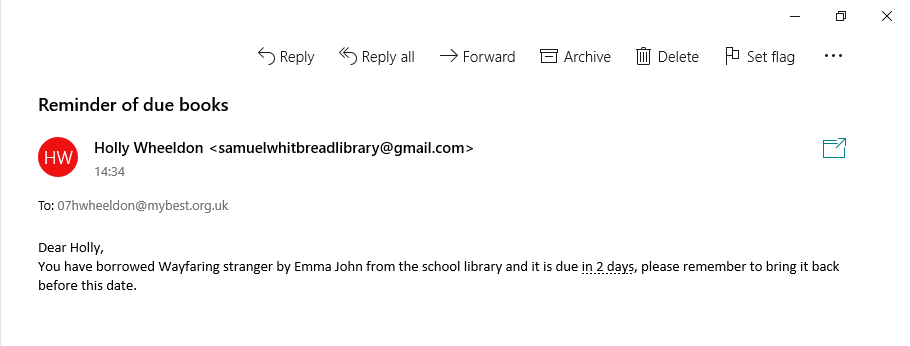 Reply Reply all Forward Archive Delete Set flag ...
Reminder of due books
HW Holly Wheeldon <samuelwhitbreadlibrary@gmail.com>
14:34
To: 07hwheeldon@mybest.org.uk
Dear Holly,
You have borrowed Wayfaring stranger by Emma John from the school library and it is due in 2 days, please remember to bring it back
before this date.